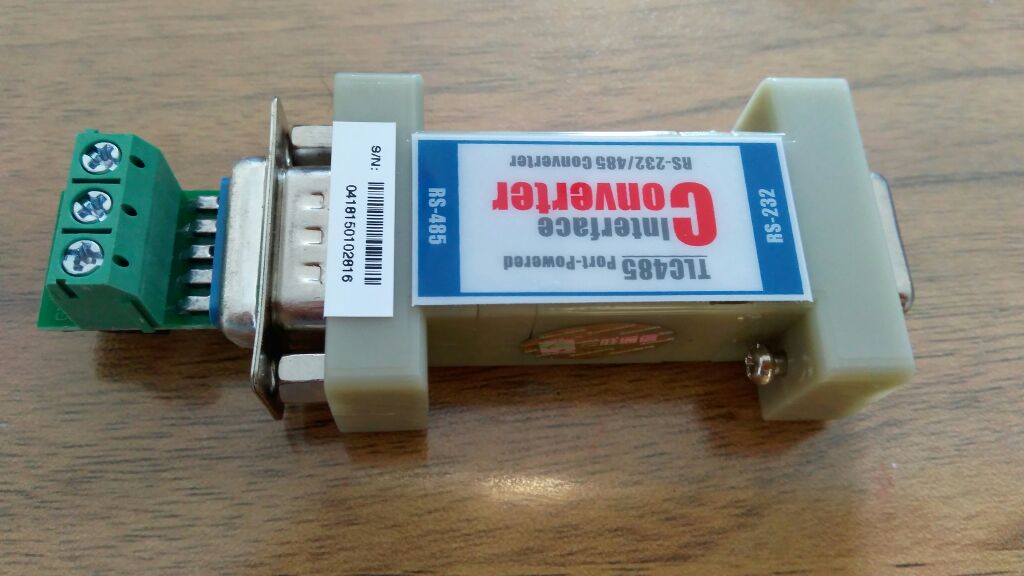 S/N:
0418150102816
RS-485
TLC485 Port-Powered
Interface
Converter
RS-232/485 Converter
RS-232